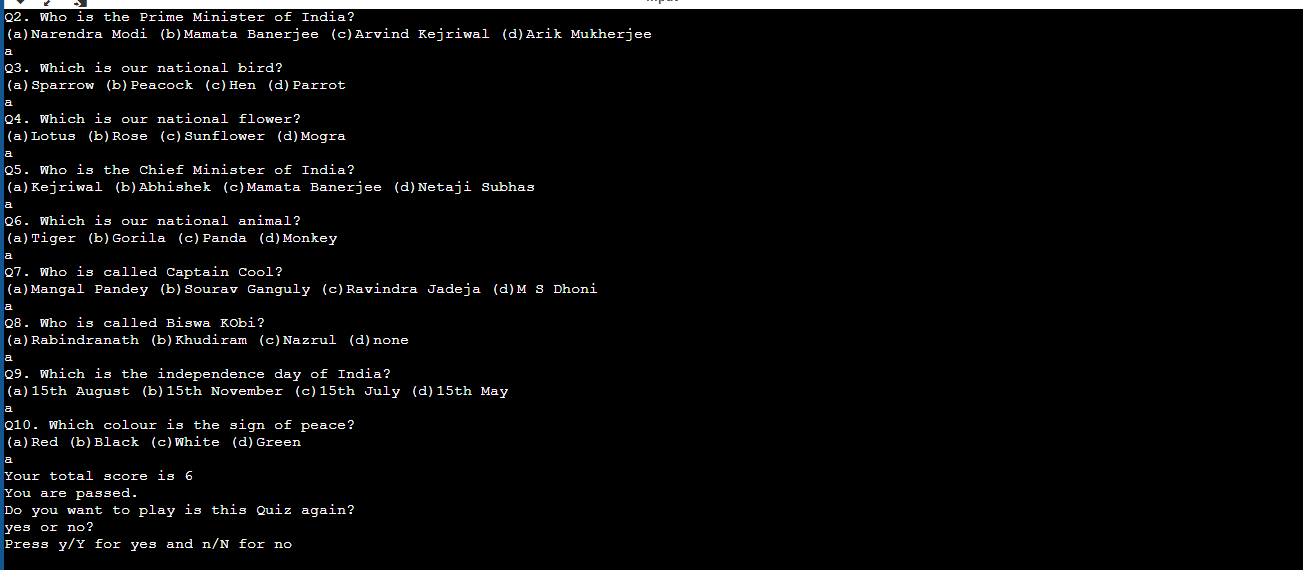 Q2. Who is the Prime Minister of India?
(a)Narendra Modi (b)Mamata Banerjee (c)Arvind Kejriwal (d)Arik Mukherjee
a
Q3. Which is our national bird?
(a)Sparrow (b)Peacock (c)Hen (d)Parrot
a
Q4. Which is our national flower?
(a)Lotus (b)Rose (c)Sunflower (d)Mogra
a
Q5. Who is the Chief Minister of India?
(a)Kejriwal (b)Abhishek (c)Mamata Banerjee (d)Netaji Subhas
a
Q6. Which is our national animal?
(a)Tiger (b)Gorila (c)Panda (d)Monkey
a
Q7. Who is called Captain Cool?
(a)Mangal Pandey (b)Sourav Ganguly (c)Ravindra Jadeja (d)M S Dhoni
a
Q8. Who is called Biswa KObi?
(a)Rabindranath (b)Khudiram (c)Nazrul (d)none
a
Q9. Which is the independence day of India?
(a)15th August (b)15th November (c)15th July (d)15th May
a
Q10. Which colour is the sign of peace?
(a)Red (b)Black (c)White (d)Green
a
Your total score is 6
You are passed.
Do you want to play is this Quiz again?
yes or no?
Press y/Y for yes and n/N for no